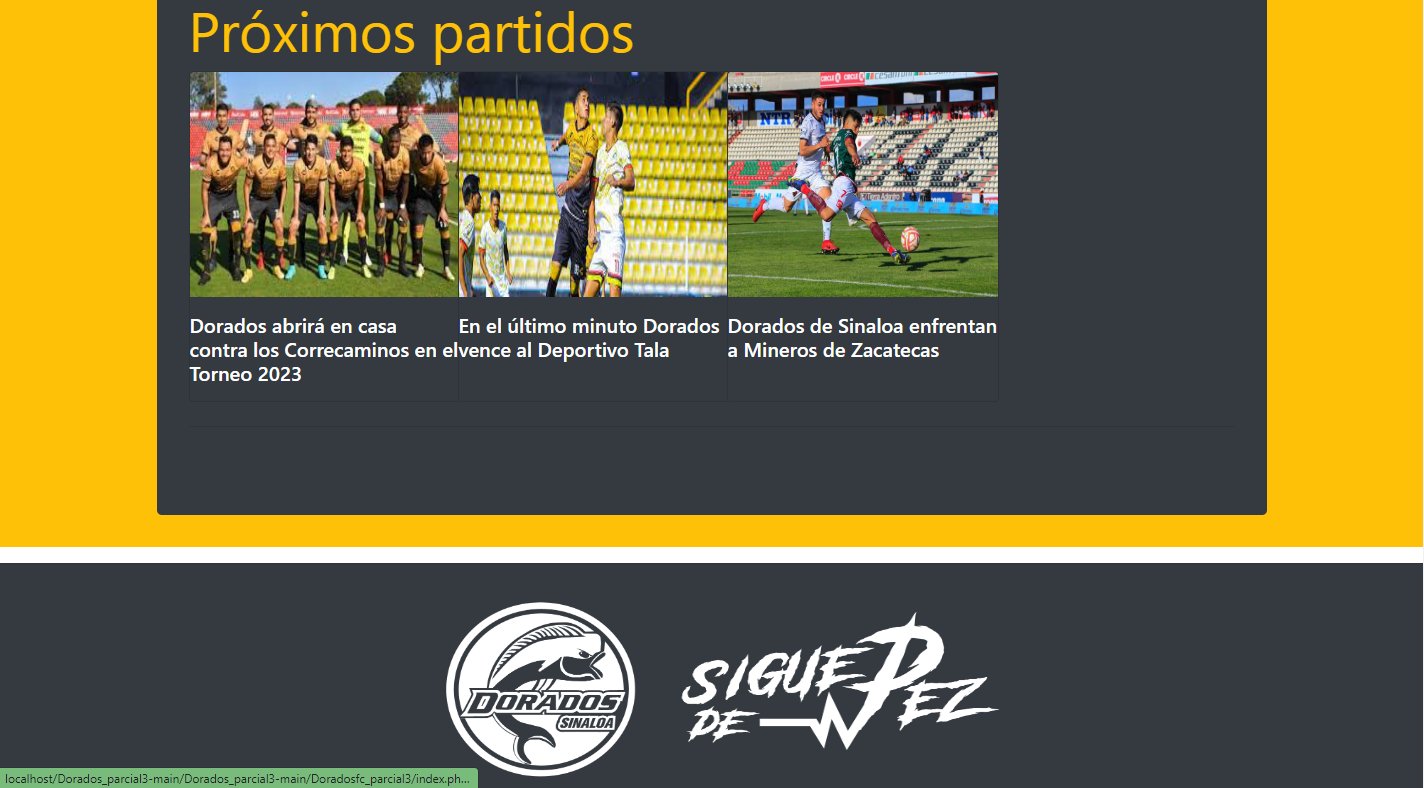 Próximos partidos
NTR
Dorados abrirá en casa
contra los Correcaminos en el
Torneo 2023
En el último minuto Dorados
vence al Deportivo Tala
Dorados de Sinaloa enfrentan
a Mineros de Zacatecas
DORADOS
SINALOA
SIGUE
DE PEZ
localhost/Dorados_parcial3-main/Dorados_parcial3-main/Doradosfc_parcial3/index.ph...